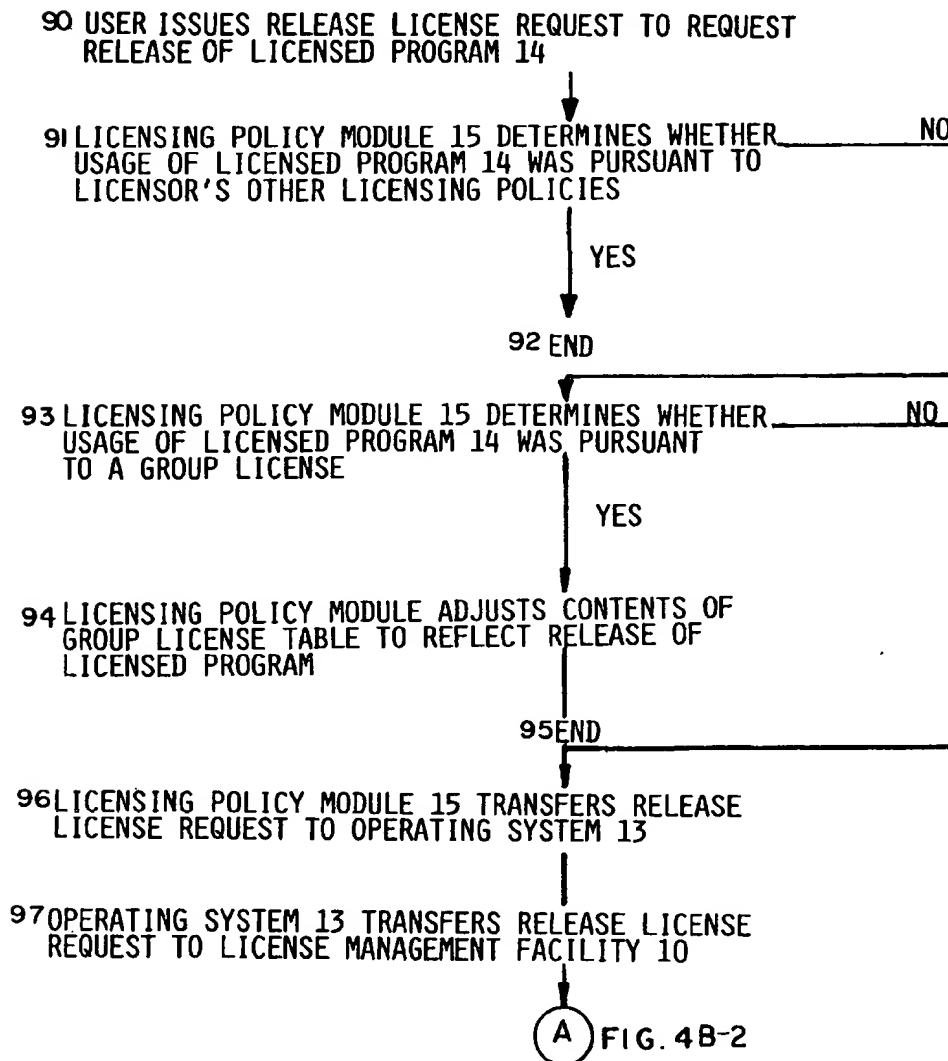 90 USER ISSUES RELEASE LICENSE REQUEST TO REQUEST
RELEASE OF LICENSED PROGRAM 14
91 LICENSING POLICY MODULE 15 DETERMINES WHETHER NO
USAGE OF LICENSED PROGRAM 14 WAS PURSUANT TO
LICENSOR'S OTHER LICENSING POLICIES
YES
92 END
93 LICENSING POLICY MODULE 15 DETERMINES WHETHER NO
USAGE OF LICENSED PROGRAM 14 WAS PURSUANT
TO A GROUP LICENSE
YES
94 LICENSING POLICY MODULE ADJUSTS CONTENTS OF
GROUP LICENSE TABLE TO REFLECT RELEASE OF
LICENSED PROGRAM
95 END
96 LICENSING POLICY MODULE 15 TRANSFERS RELEASE
LICENSE REQUEST TO OPERATING SYSTEM 13
97 OPERATING SYSTEM 13 TRANSFERS RELEASE LICENSE
REQUEST TO LICENSE MANAGEMENT FACILITY 10
A FIG. 4B-2